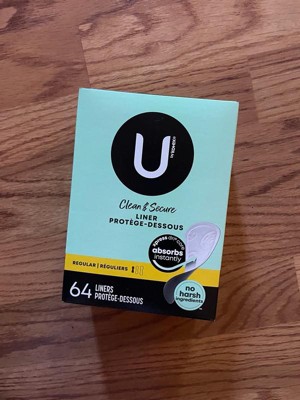 U
BY KOTEX®
Clean & Secure
LINER
PROTÈGE-DESSOUS
absorbs
instantly
REGULAR | RÉGULIERS
64 LINERS
PROTÈGE-DESSOUS
no
harsh
ingredients